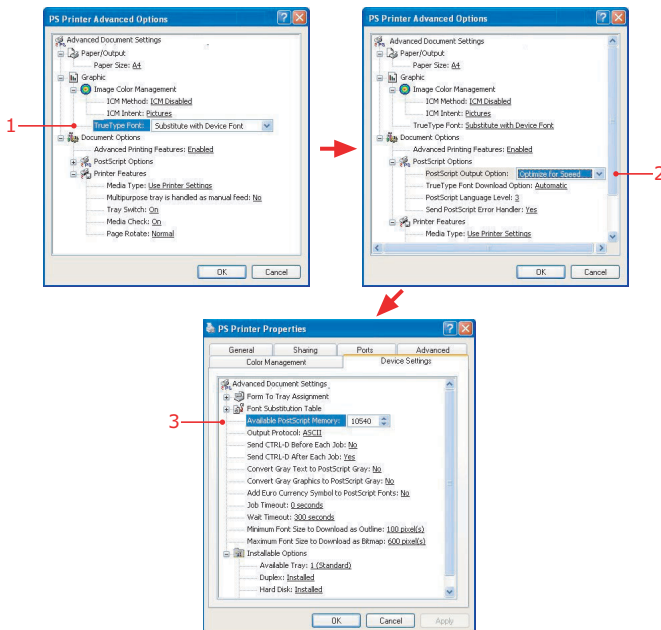 PS Printer Advanced Options
Advanced Document Settings
Paper/Output
Paper Size: A4
Graphic
Image Color Management
ICM Method: ICM Disabled
ICM Intent: Pictures
1
TrueType Font: Substitute with Device Font
Document Options
Advanced Printing Features: Enabled
PostScript Options
Printer Features
Media Type: Use Printer Settings
Multipurpose tray is handled as manual feed: No
Tray Switch: On
Media Check: On
Page Rotate: Normal
OK Cancel
PS Printer Advanced Options
Advanced Document Settings
Paper/Output
Paper Size: A4
Graphic
Image Color Management
ICM Method: ICM Disabled
ICM Intent: Pictures
TrueType Font: Substitute with Device Font
Document Options
Advanced Printing Features: Enabled
PostScript Options
PostScript Output Option: Optimize for Speed
2
TrueType Font Download Option: Automatic
PostScript Language Level: 3
Send PostScript Error Handler: Yes
Printer Features
Media Type: Use Printer Settings
OK Cancel
PS Printer Properties
General Sharing Ports Advanced
Color Management Device Settings
Advanced Document Settings
Form To Tray Assignment
Font Substitution Table
3
Available PostScript Memory: 10540
Output Protocol: ASCII
Send CTRL-D Before Each Job: No
Send CTRL-D After Each Job: Yes
Convert Gray Text to PostScript Gray: No
Convert Gray Graphics to PostScript Gray: No
Add Euro Currency Symbol to PostScript Fonts: No
Job Timeout: 0 seconds
Wait Timeout: 300 seconds
Minimum Font Size to Download as Outline: 100 pixel(s)
Maximum Font Size to Download as Bitmap: 600 pixel(s)
Installable Options
Available Tray: 1 (Standard)
Duplex: Installed
Hard Disk: Installed
OK Cancel Apply